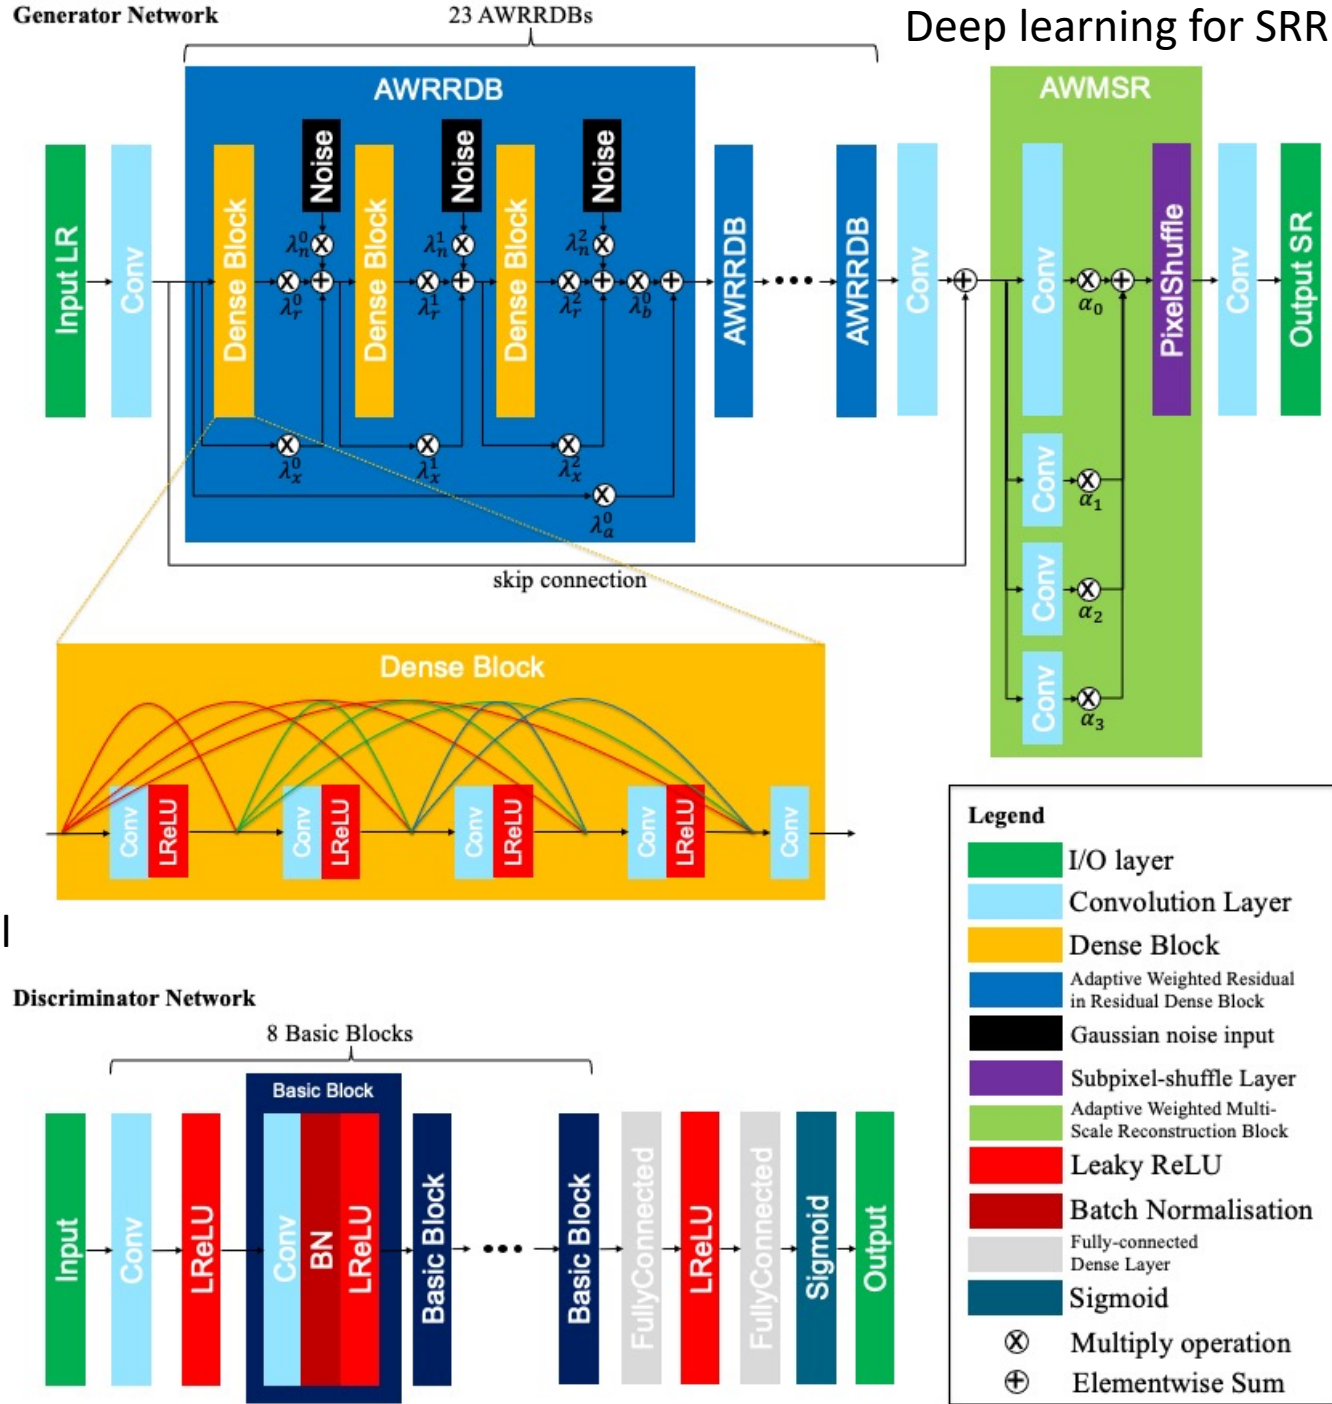 Generator Network
23 AWRRDBs
Deep learning for SRR
AWRRDB
AWMSR
Input LR
Conv
Dense Block
Noise
Dense Block
Noise
Dense Block
Noise
AWRRDB
AWRRDB
Conv
Conv
PixelShuffle
Conv
Output SR
λ_n^0
λ_n^1
λ_n^2
λ_r^0
λ_r^1
λ_r^2
λ_b^0
α_0
λ_x^0
λ_x^1
λ_x^2
λ_a^0
Conv
α_1
Conv
α_2
Conv
α_3
skip connection
Dense Block
Conv
LReLU
Conv
LReLU
Conv
LReLU
Conv
LReLU
Conv
l
Discriminator Network
8 Basic Blocks
Basic Block
Input
Conv
LReLU
Conv
BN
LReLU
Basic Block
Basic Block
FullyConnected
LReLU
FullyConnected
Sigmoid
Output
Legend
I/O layer
Convolution Layer
Dense Block
Adaptive Weighted Residual
in Residual Dense Block
Gaussian noise input
Subpixel-shuffle Layer
Adaptive Weighted Multi-
Scale Reconstruction Block
Leaky ReLU
Batch Normalisation
Fully-connected
Dense Layer
Sigmoid
Multiply operation
Elementwise Sum